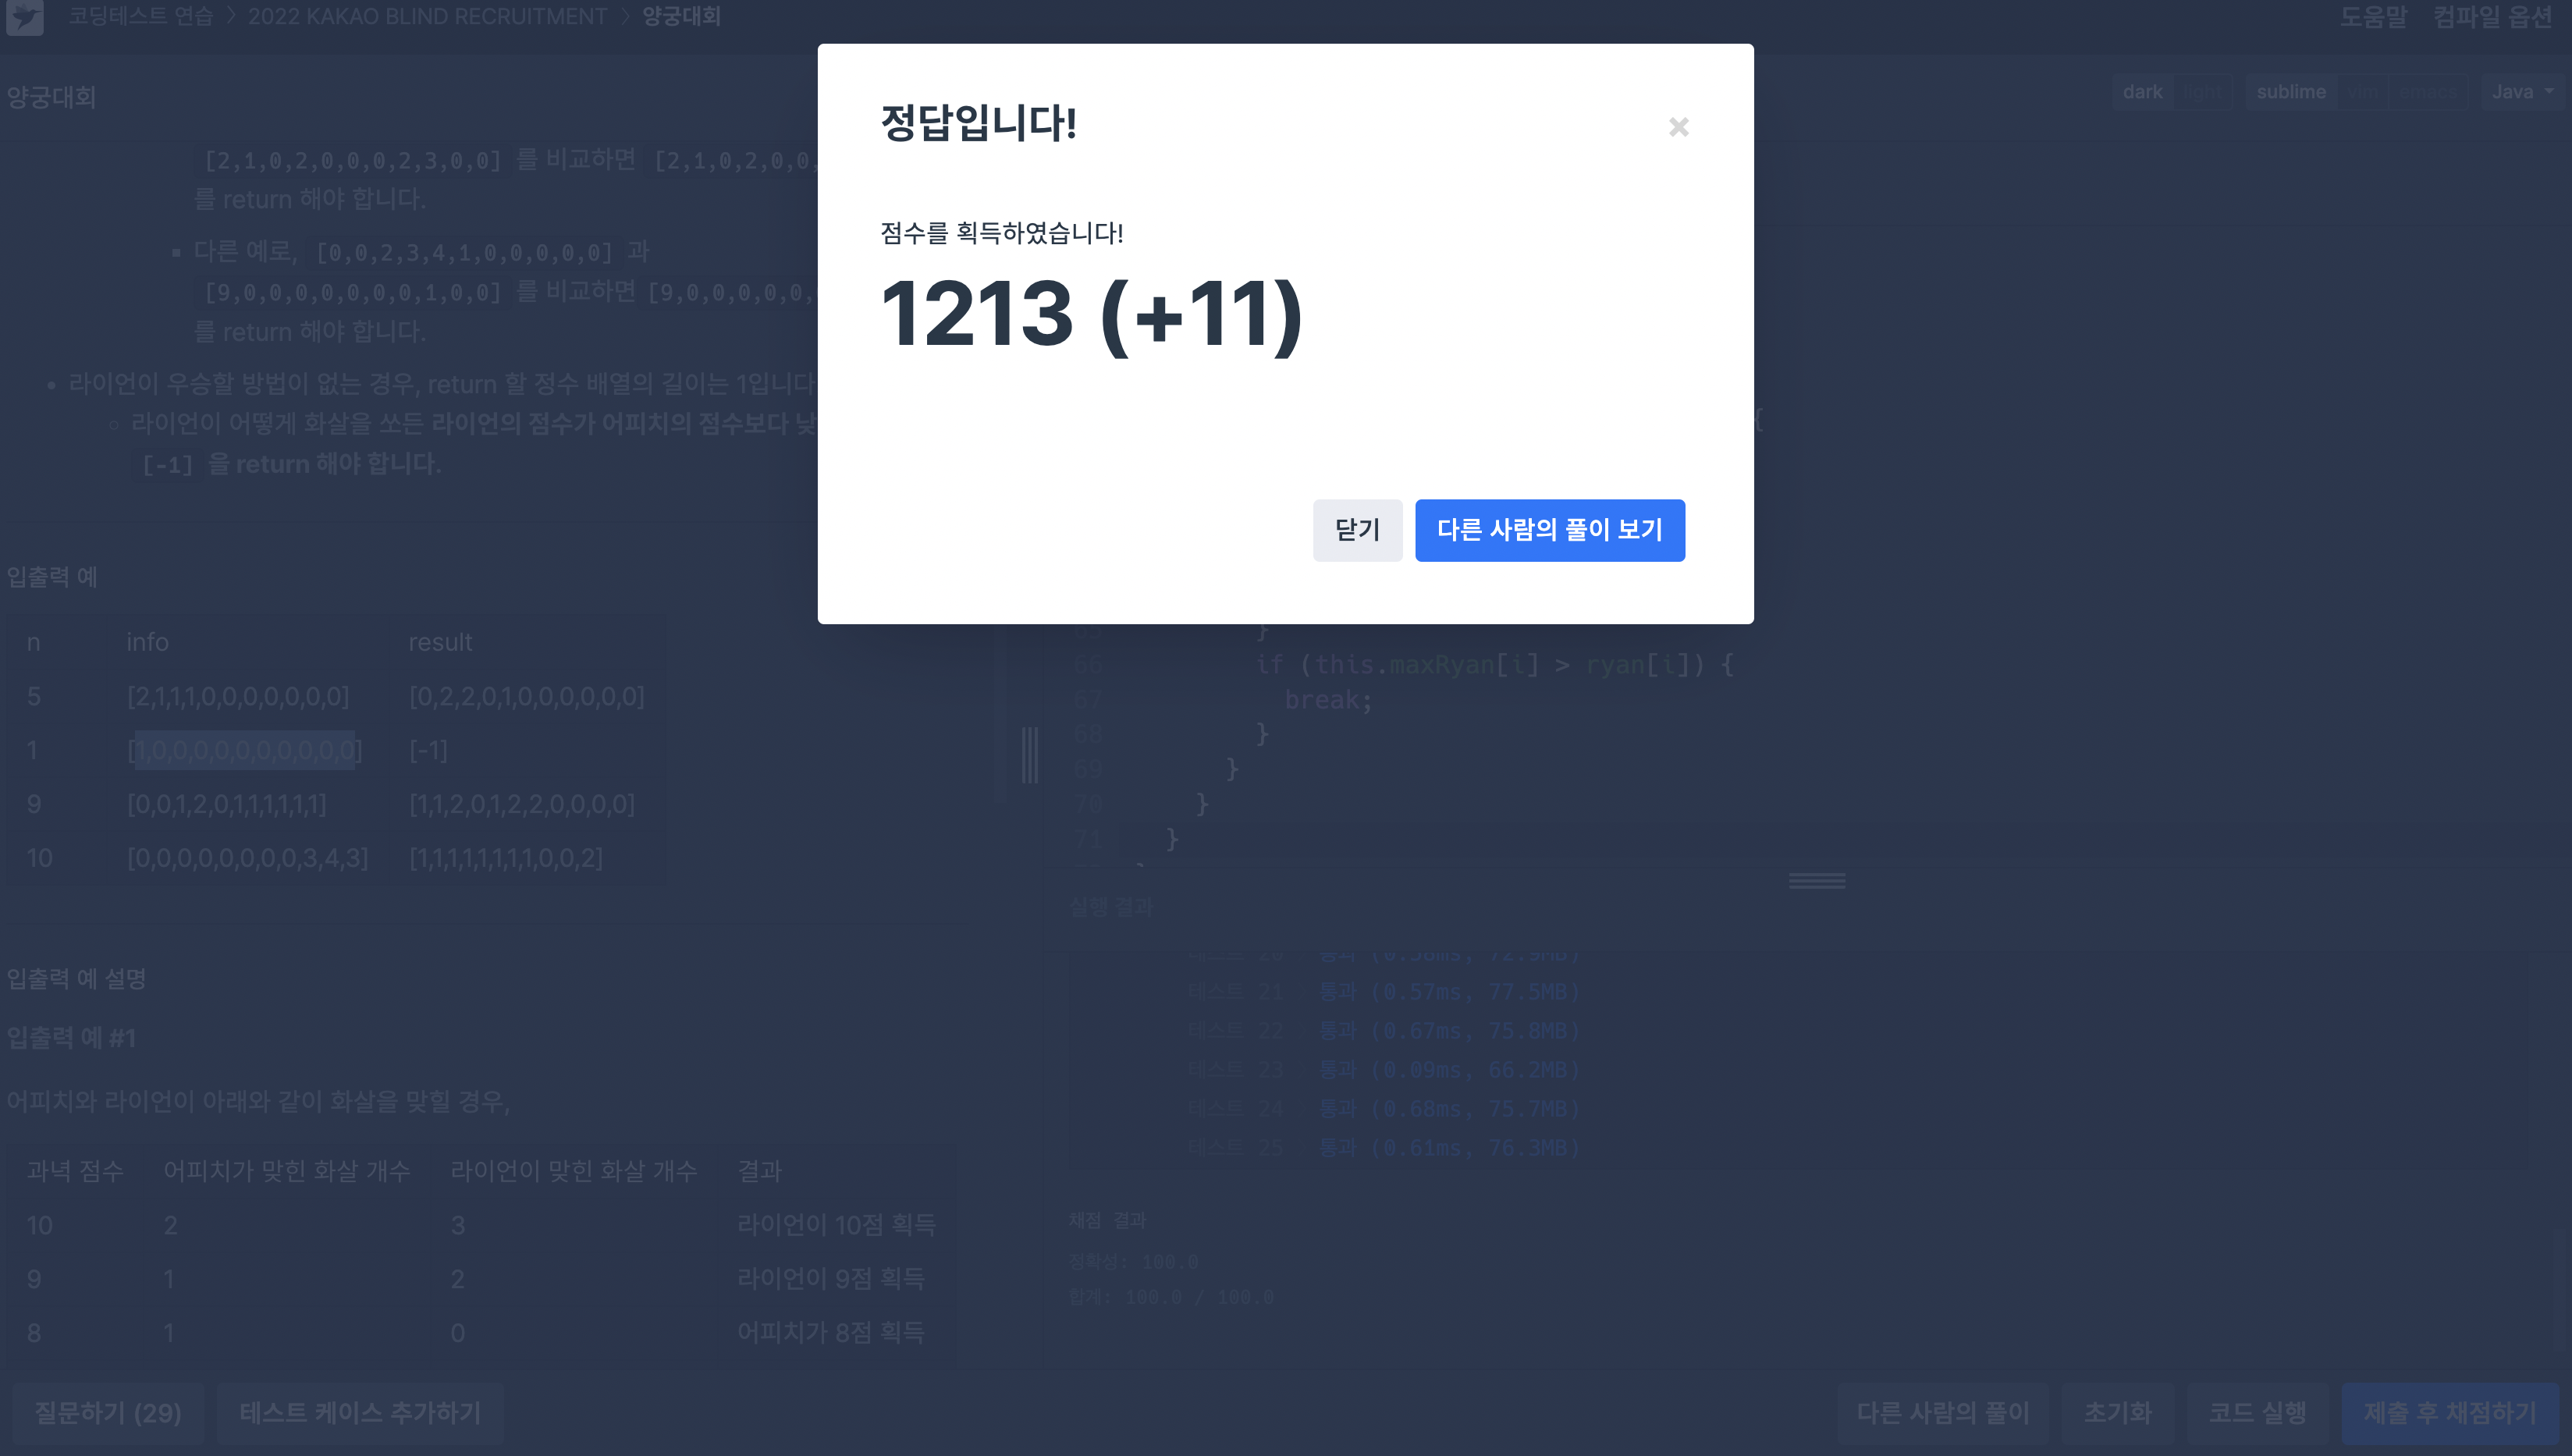 코딩테스트 연습 〉 2022 KAKAO BLIND RECRUITMENT 〉 양궁대회
도움말 컴파일 옵션
양궁대회
dark light sublime vim emacs Java
[2,1,0,2,0,0,0,2,3,0,0] 를 비교하면 [2,1,0,2,0,0,
를 return 해야 합니다.
다른 예로, [0,0,2,3,4,1,0,0,0,0,0] 과
[9,0,0,0,0,0,0,0,1,0,0] 를 비교하면 [9,0,0,0,0,0,
를 return 해야 합니다.
라이언이 우승할 방법이 없는 경우, return 할 정수 배열의 길이는 1입니다
라이언이 어떻게 화살을 쏘든 라이언의 점수가 어피치의 점수보다 낮
[-1] 을 return 해야 합니다.
입출력 예
n info result
5 [2,1,1,1,0,0,0,0,0,0,0] [0,2,2,0,1,0,0,0,0,0,0]
1 [1,0,0,0,0,0,0,0,0,0,0] [-1]
9 [0,0,1,2,0,1,1,1,1,1,1] [1,1,2,0,1,2,2,0,0,0,0]
10 [0,0,0,0,0,0,0,0,3,4,3] [1,1,1,1,1,1,1,1,0,0,2]
입출력 예 설명
입출력 예 #1
어피치와 라이언이 아래와 같이 화살을 맞힐 경우,
과녁 점수 어피치가 맞힌 화살 개수 라이언이 맞힌 화살 개수 결과
10 2 3 라이언이 10점 획득
9 1 2 라이언이 9점 획득
8 1 0 어피치가 8점 획득
정답입니다!
×
점수를 획득하였습니다!
1213 (+11)
닫기 다른 사람의 풀이 보기
{
65 }
66 if (this.maxRyan[i] > ryan[i]) {
67 break;
68 }
69 }
70 }
71 }
실행 결과
테스트 20 통과 (0.58ms, 72.9MB)
테스트 21 통과 (0.57ms, 77.5MB)
테스트 22 통과 (0.67ms, 75.8MB)
테스트 23 통과 (0.09ms, 66.2MB)
테스트 24 통과 (0.68ms, 75.7MB)
테스트 25 통과 (0.61ms, 76.3MB)
채점 결과
정확성: 100.0
합계: 100.0 / 100.0
질문하기 (29) 테스트 케이스 추가하기
다른 사람의 풀이 초기화 코드 실행 제출 후 채점하기